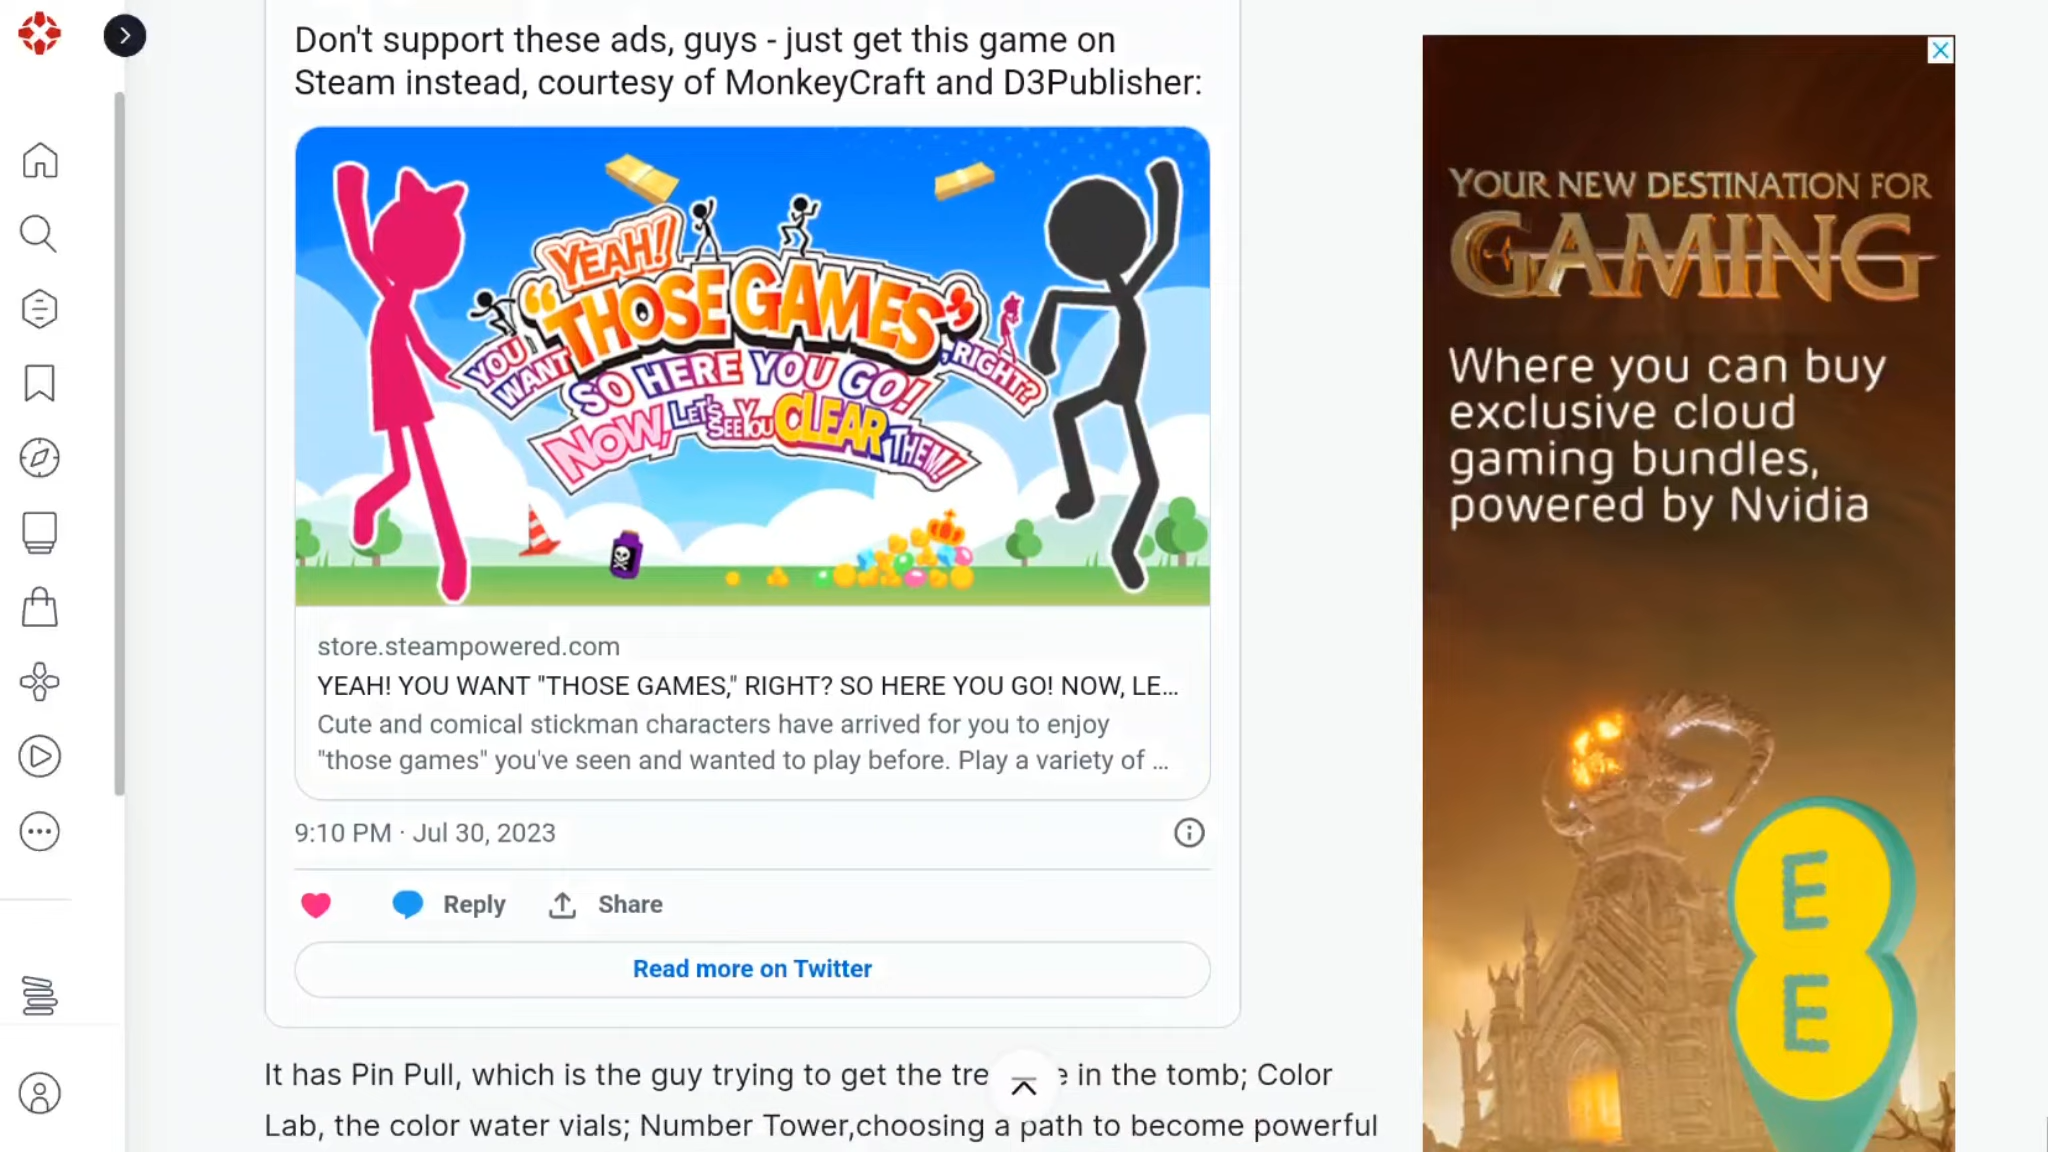 Don't support these ads, guys - just get this game on
Steam instead, courtesy of MonkeyCraft and D3Publisher:
YEAH!
YOU WANT
"THOSE GAMES,"
RIGHT?
SO HERE YOU GO!
NOW, LET'S SEE YOU CLEAR THEM!
store.steampowered.com
YEAH! YOU WANT "THOSE GAMES," RIGHT? SO HERE YOU GO! NOW, LE...
Cute and comical stickman characters have arrived for you to enjoy
"those games" you've seen and wanted to play before. Play a variety of ...
9:10 PM · Jul 30, 2023
Reply
Share
Read more on Twitter
It has Pin Pull, which is the guy trying to get the tre e in the tomb; Color
Lab, the color water vials; Number Tower,choosing a path to become powerful
YOUR NEW DESTINATION FOR
GAMING
Where you can buy
exclusive cloud
gaming bundles,
powered by Nvidia
E
E